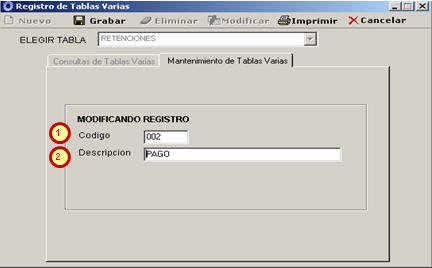 Registro de Tablas Varias
Nuevo Grabar Eliminar Modificar Imprimir Cancelar
ELEGIR TABLA RETENCIONES
Consultas de Tablas Varias Mantenimiento de Tablas Varias
MODIFICANDO REGISTRO
1 Codigo 002
2 Descripcion PAGO